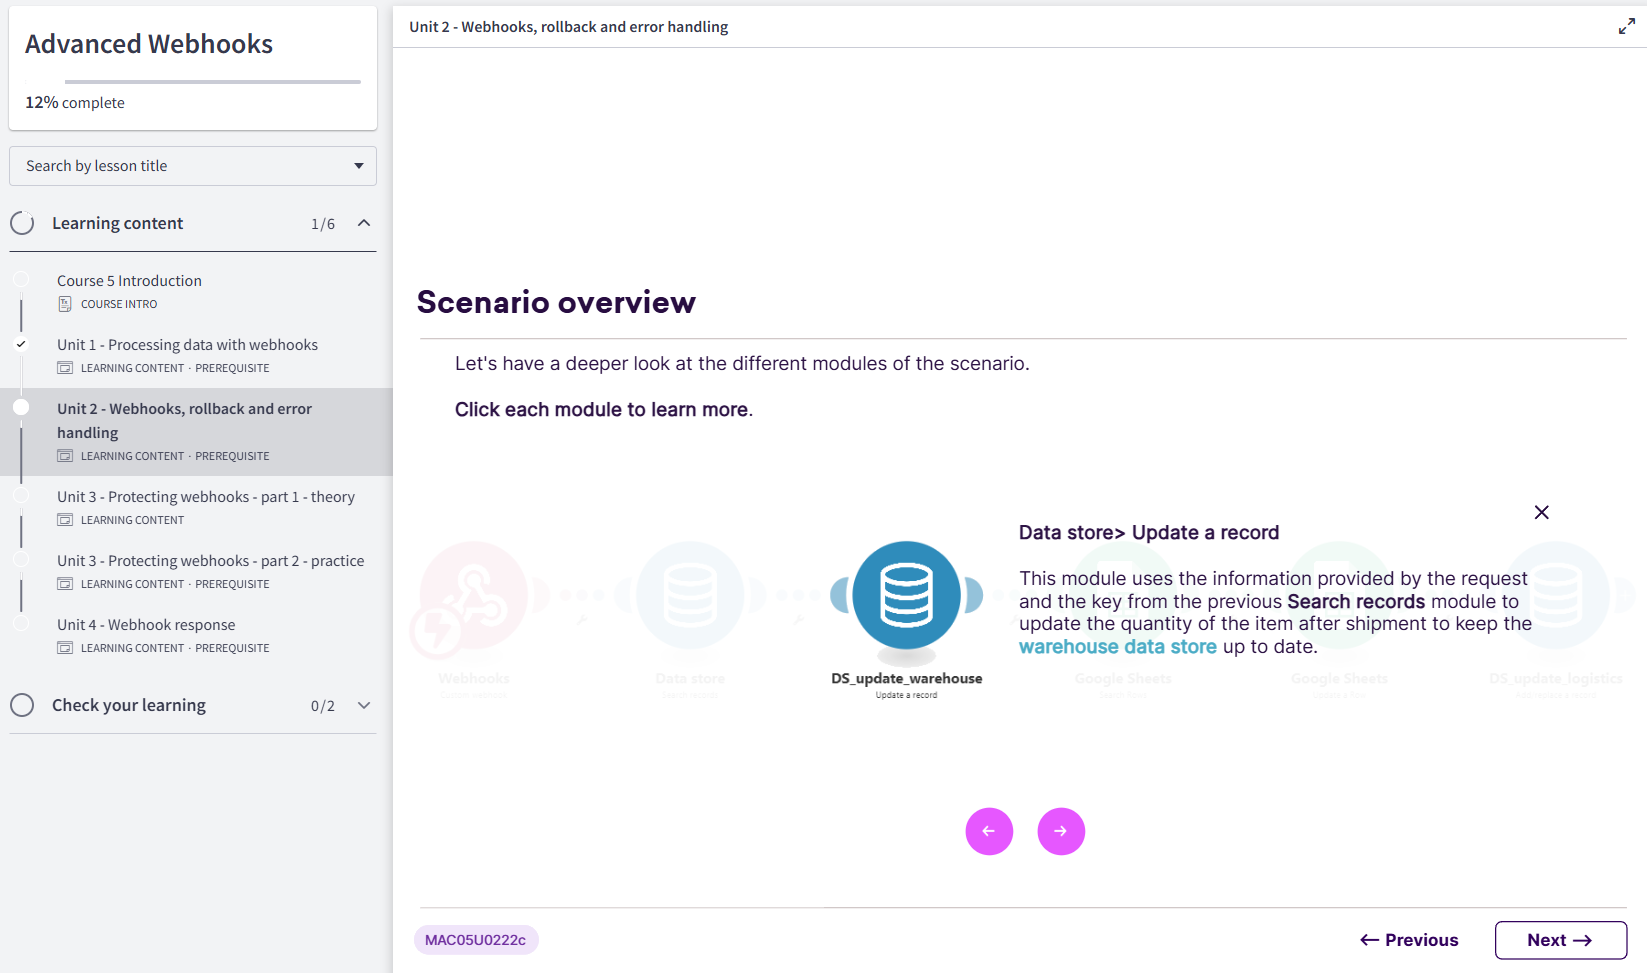 Advanced Webhooks
12% complete
Search by lesson title
Learning content 1/6
Course 5 Introduction
COURSE INTRO
Unit 1 - Processing data with webhooks
LEARNING CONTENT · PREREQUISITE
Unit 2 - Webhooks, rollback and error
handling
LEARNING CONTENT · PREREQUISITE
Unit 3 - Protecting webhooks - part 1 - theory
LEARNING CONTENT
Unit 3 - Protecting webhooks - part 2 - practice
LEARNING CONTENT · PREREQUISITE
Unit 4 - Webhook response
LEARNING CONTENT · PREREQUISITE
Check your learning 0/2
Unit 2 - Webhooks, rollback and error handling
Scenario overview
Let's have a deeper look at the different modules of the scenario.
Click each module to learn more.
Data store> Update a record
This module uses the information provided by the request
and the key from the previous Search records module to
update the quantity of the item after shipment to keep the
warehouse data store up to date.
Webhooks
Data store
DS_update_warehouse
Update a record
Google Sheets
Google Sheets
DS_update_logistics
MAC05U0222c
← Previous
Next →